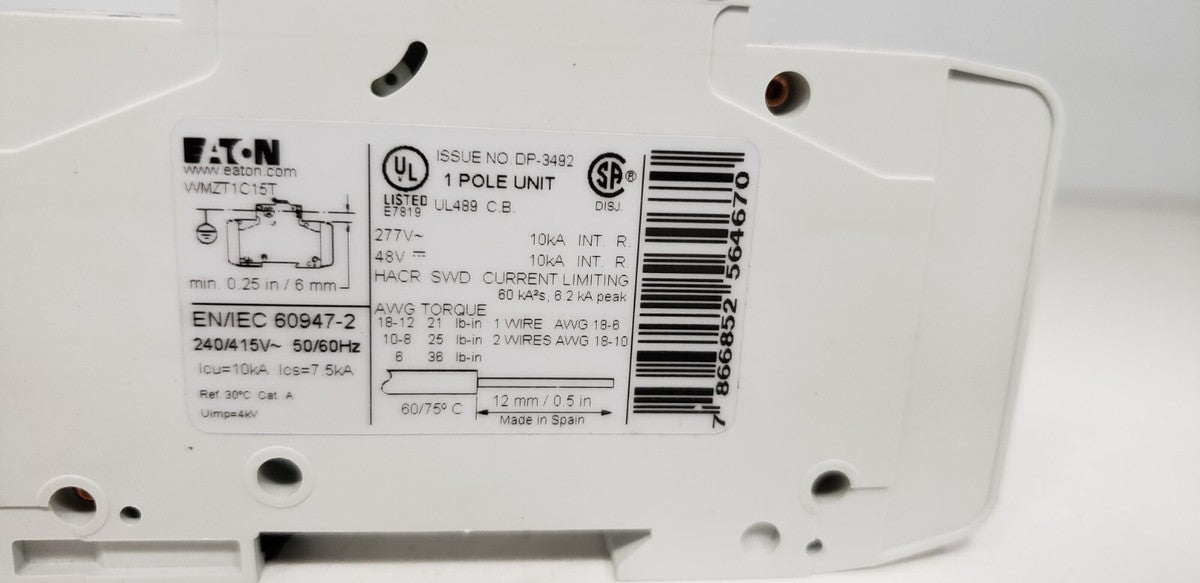 EATON
www.eaton.com
WMZT1C15T
min. 0.25 in / 6 mm
EN/IEC 60947-2
240/415V~ 50/60Hz
Icu=10kA Ics=7.5kA
Ref. 30ºC Cat. A
Uimp=4kV
UL
LISTED
E7819
ISSUE NO DP-3492
1 POLE UNIT
UL489 C.B.
SA®
DISJ.
277V~ 10kA INT. R.
48V ⎓ 10kA INT. R.
HACR SWD CURRENT LIMITING
60 kA²s, 6.2 kA peak
AWG TORQUE
18-12 21 lb-in 1 WIRE AWG 18-6
10-8 25 lb-in 2 WIRES AWG 18-10
6 36 lb-in
60/75º C
12 mm / 0.5 in
Made in Spain
7 866852 564670